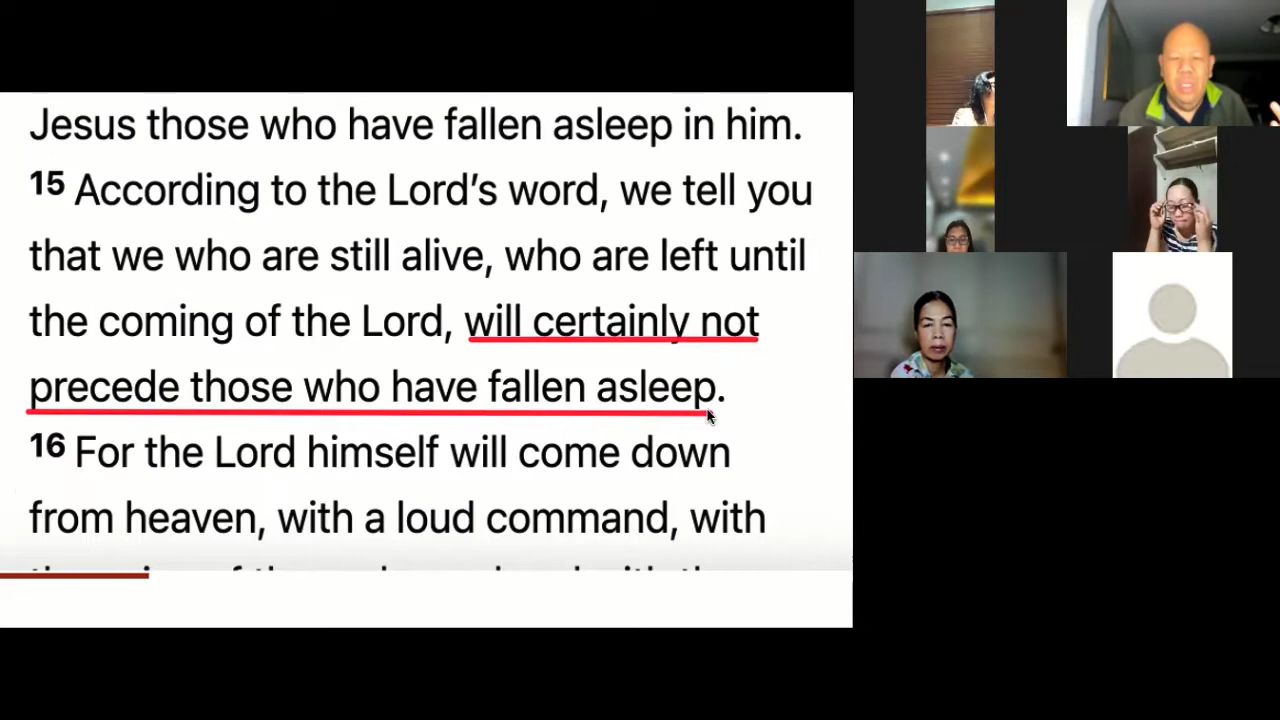 Jesus those who have fallen asleep in him.
15 According to the Lord’s word, we tell you
that we who are still alive, who are left until
the coming of the Lord, will certainly not
precede those who have fallen asleep.
16 For the Lord himself will come down
from heaven, with a loud command, with